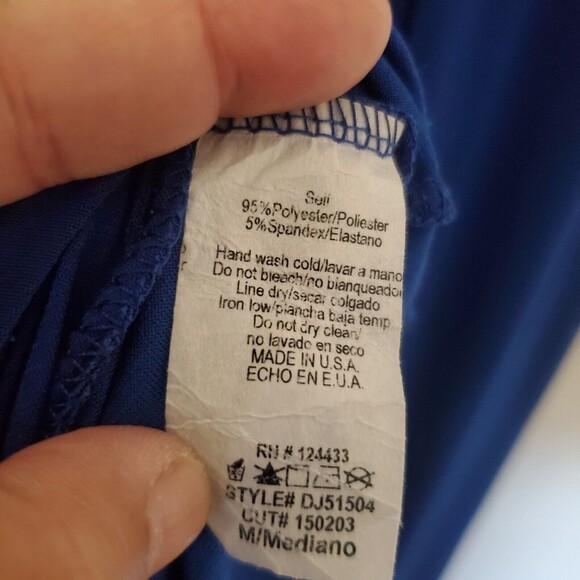 Self
95%Polyester/Poliester
5%Spandex/Elastano
Hand wash cold/lavar a mano
Do not bleach/no blanqueador
Line dry/secar colgado
Iron low/plancha baja temp
Do not dry clean/
no lavado en seco
MADE IN U.S.A.
ECHO EN E.U.A.
RN # 124433
STYLE# DJ51504
CUT# 150203
M/Mediano